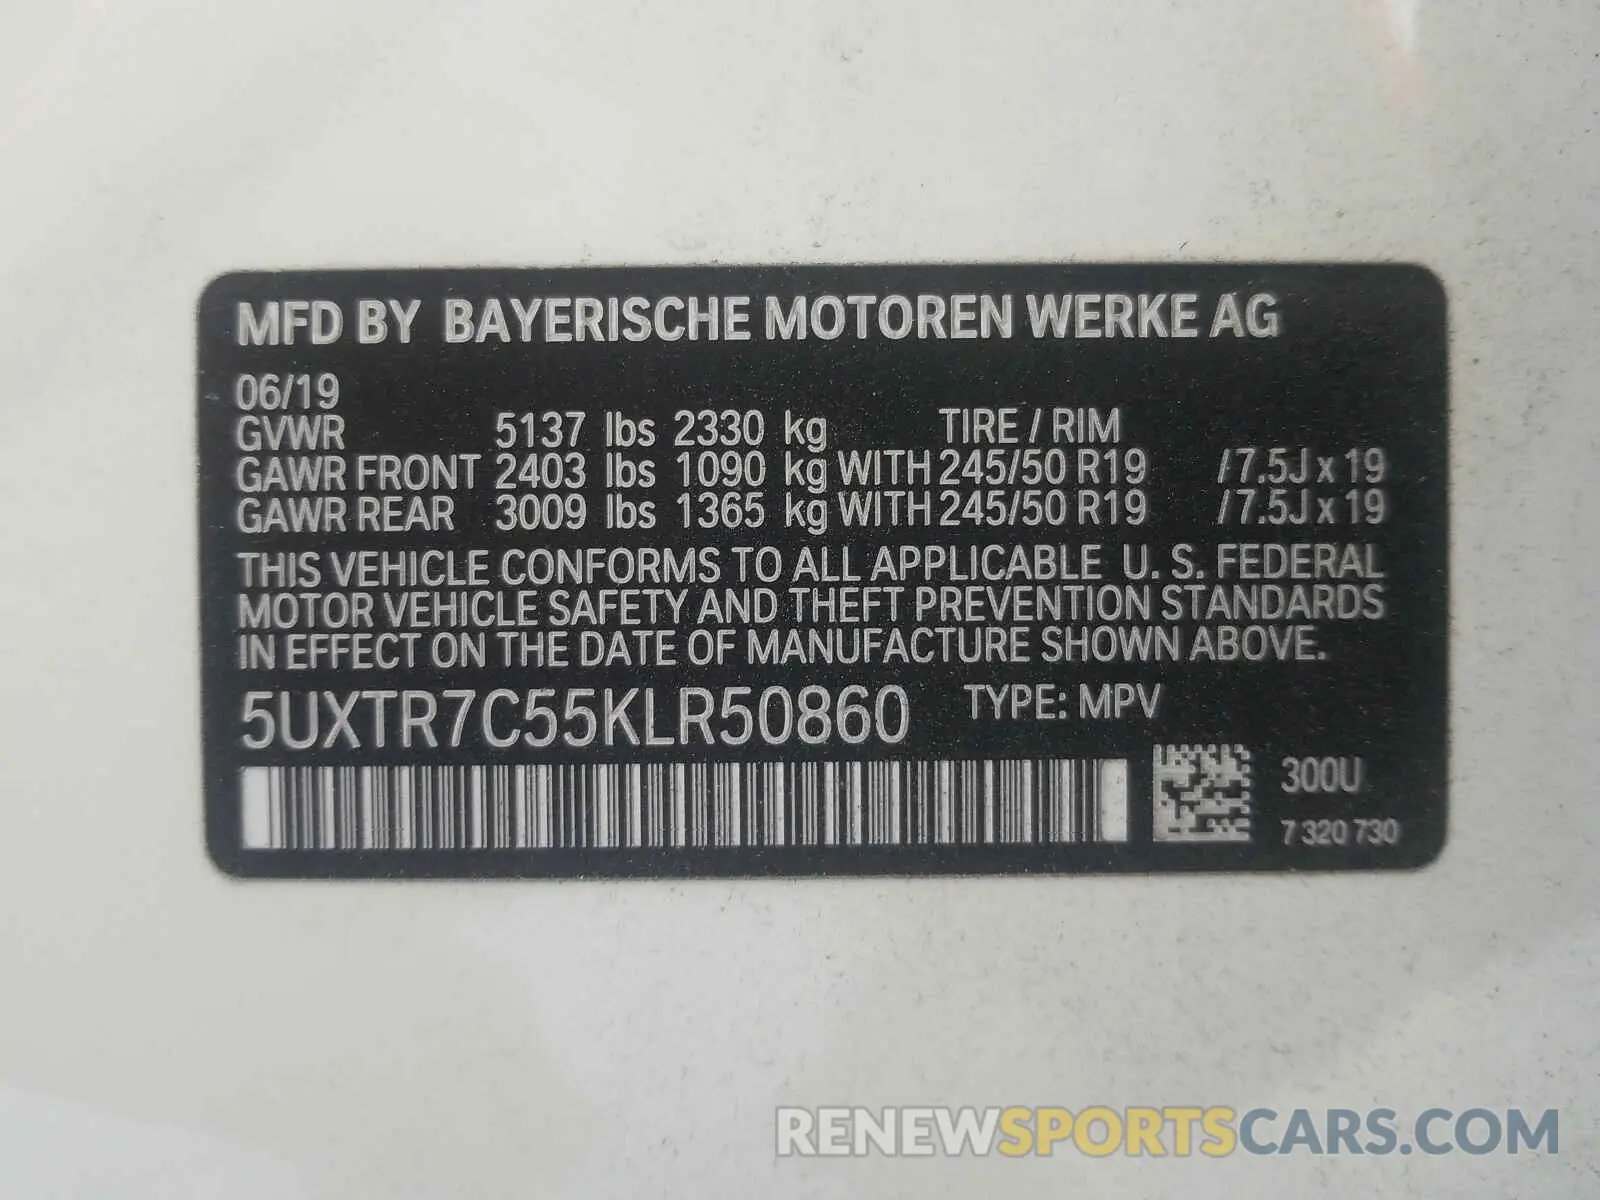 MFD BY BAYERISCHE MOTOREN WERKE AG
06/19
GVWR 5137 lbs 2330 kg TIRE / RIM
GAWR FRONT 2403 lbs 1090 kg WITH 245/50 R19 /7.5J x 19
GAWR REAR 3009 lbs 1365 kg WITH 245/50 R19 /7.5J x 19
THIS VEHICLE CONFORMS TO ALL APPLICABLE U. S. FEDERAL
MOTOR VEHICLE SAFETY AND THEFT PREVENTION STANDARDS
IN EFFECT ON THE DATE OF MANUFACTURE SHOWN ABOVE.
5UXTR7C55KLR50860 TYPE: MPV
300U
7 320 730
RENEWSPORTSCARS.COM